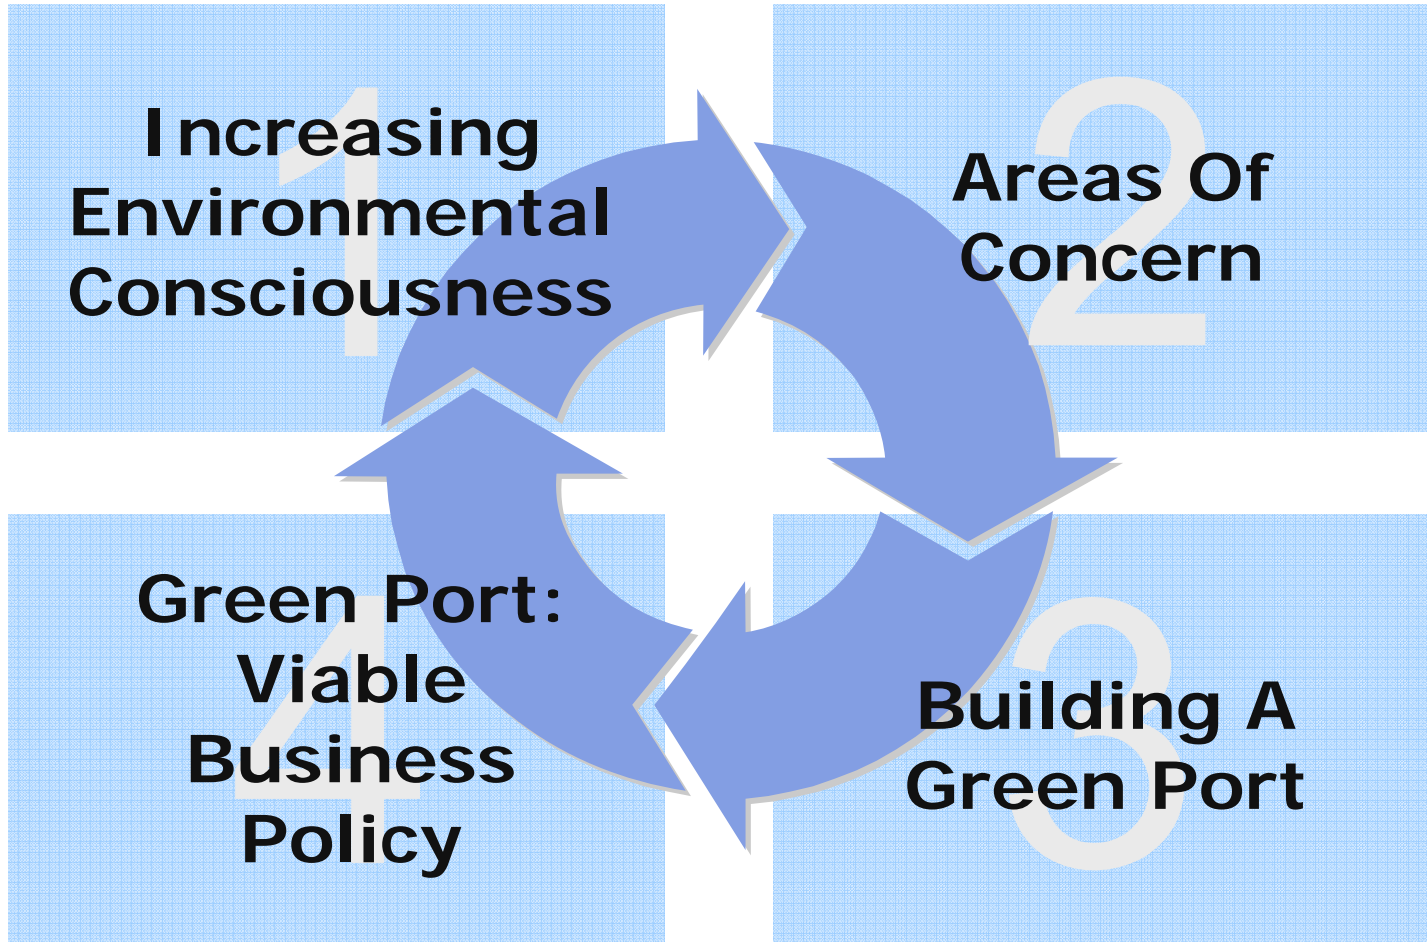 1
Increasing
Environmental
Consciousness
2
Areas Of
Concern
3
Building A
Green Port
4
Green Port:
Viable
Business
Policy